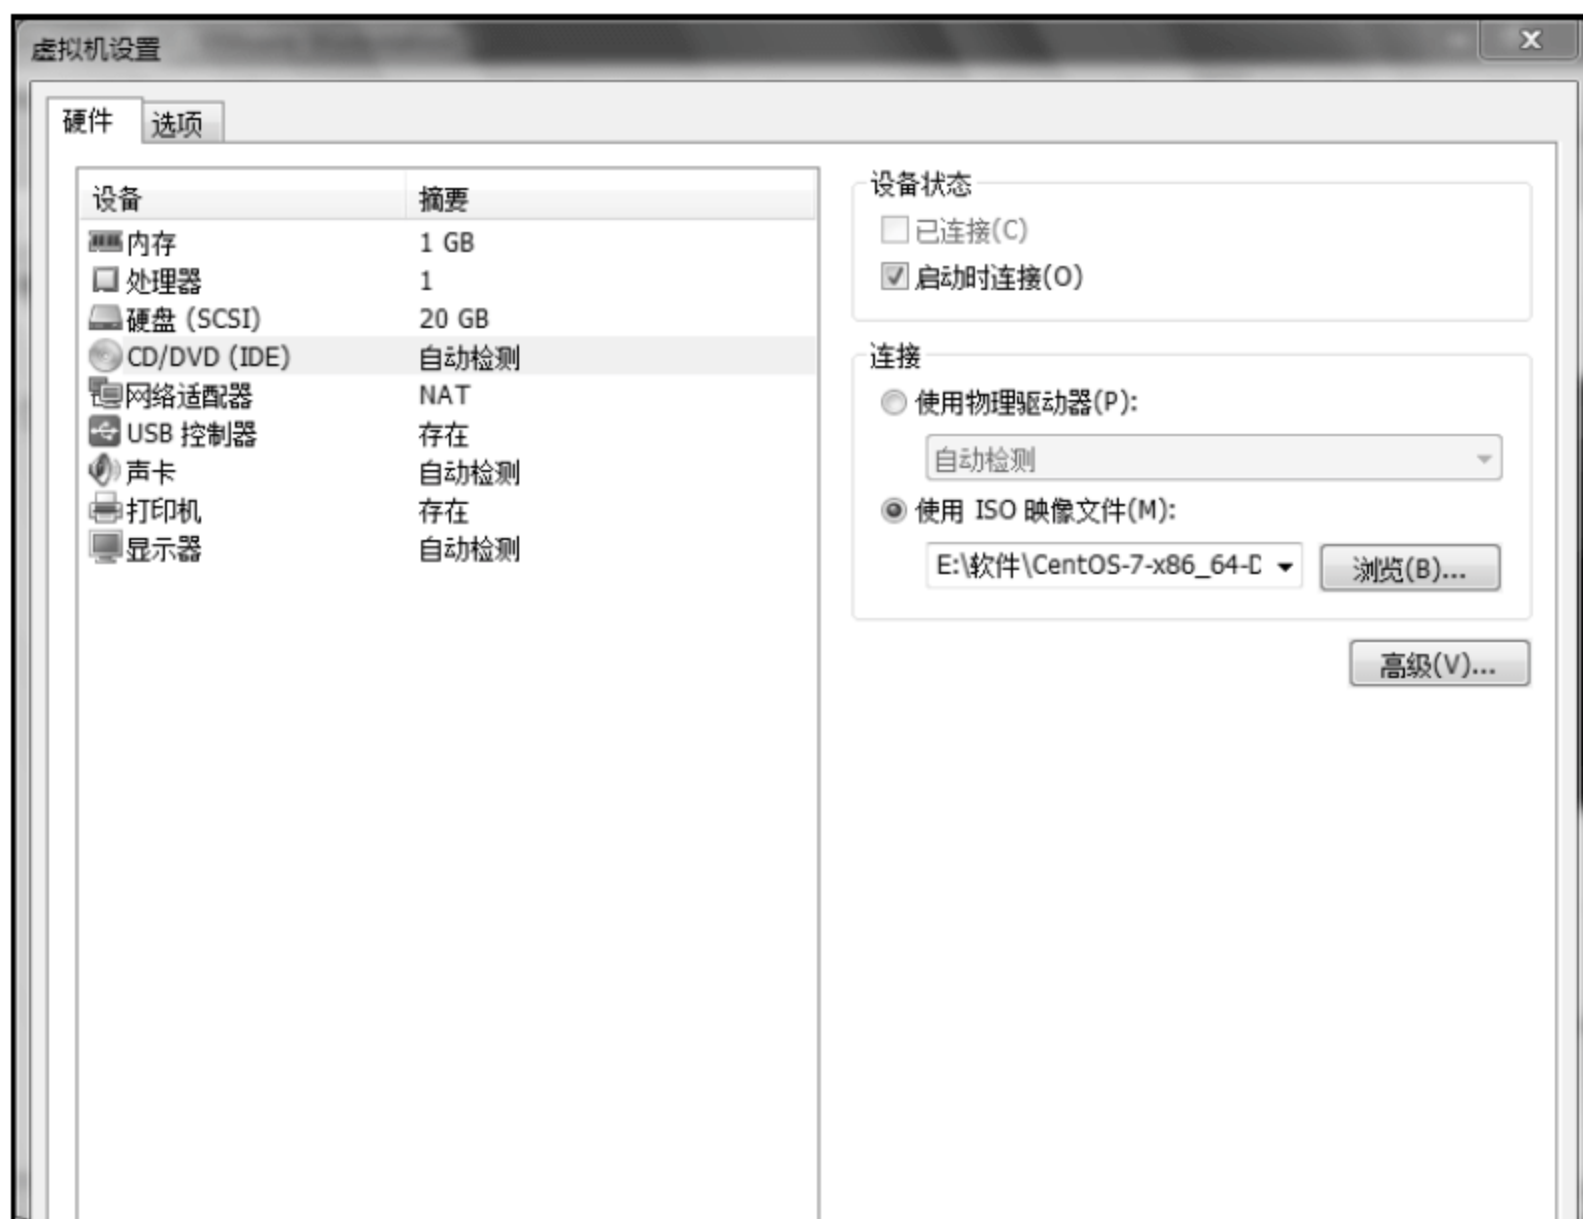 虚拟机设置
硬件 选项
设备 摘要
内存 1 GB
处理器 1
硬盘 (SCSI) 20 GB
CD/DVD (IDE) 自动检测
网络适配器 NAT
USB 控制器 存在
声卡 自动检测
打印机 存在
显示器 自动检测
设备状态
已连接(C)
启动时连接(O)
连接
使用物理驱动器(P):
自动检测
使用 ISO 映像文件(M):
E:\软件\CentOS-7-x86_64-D 浏览(B)...
高级(V)...